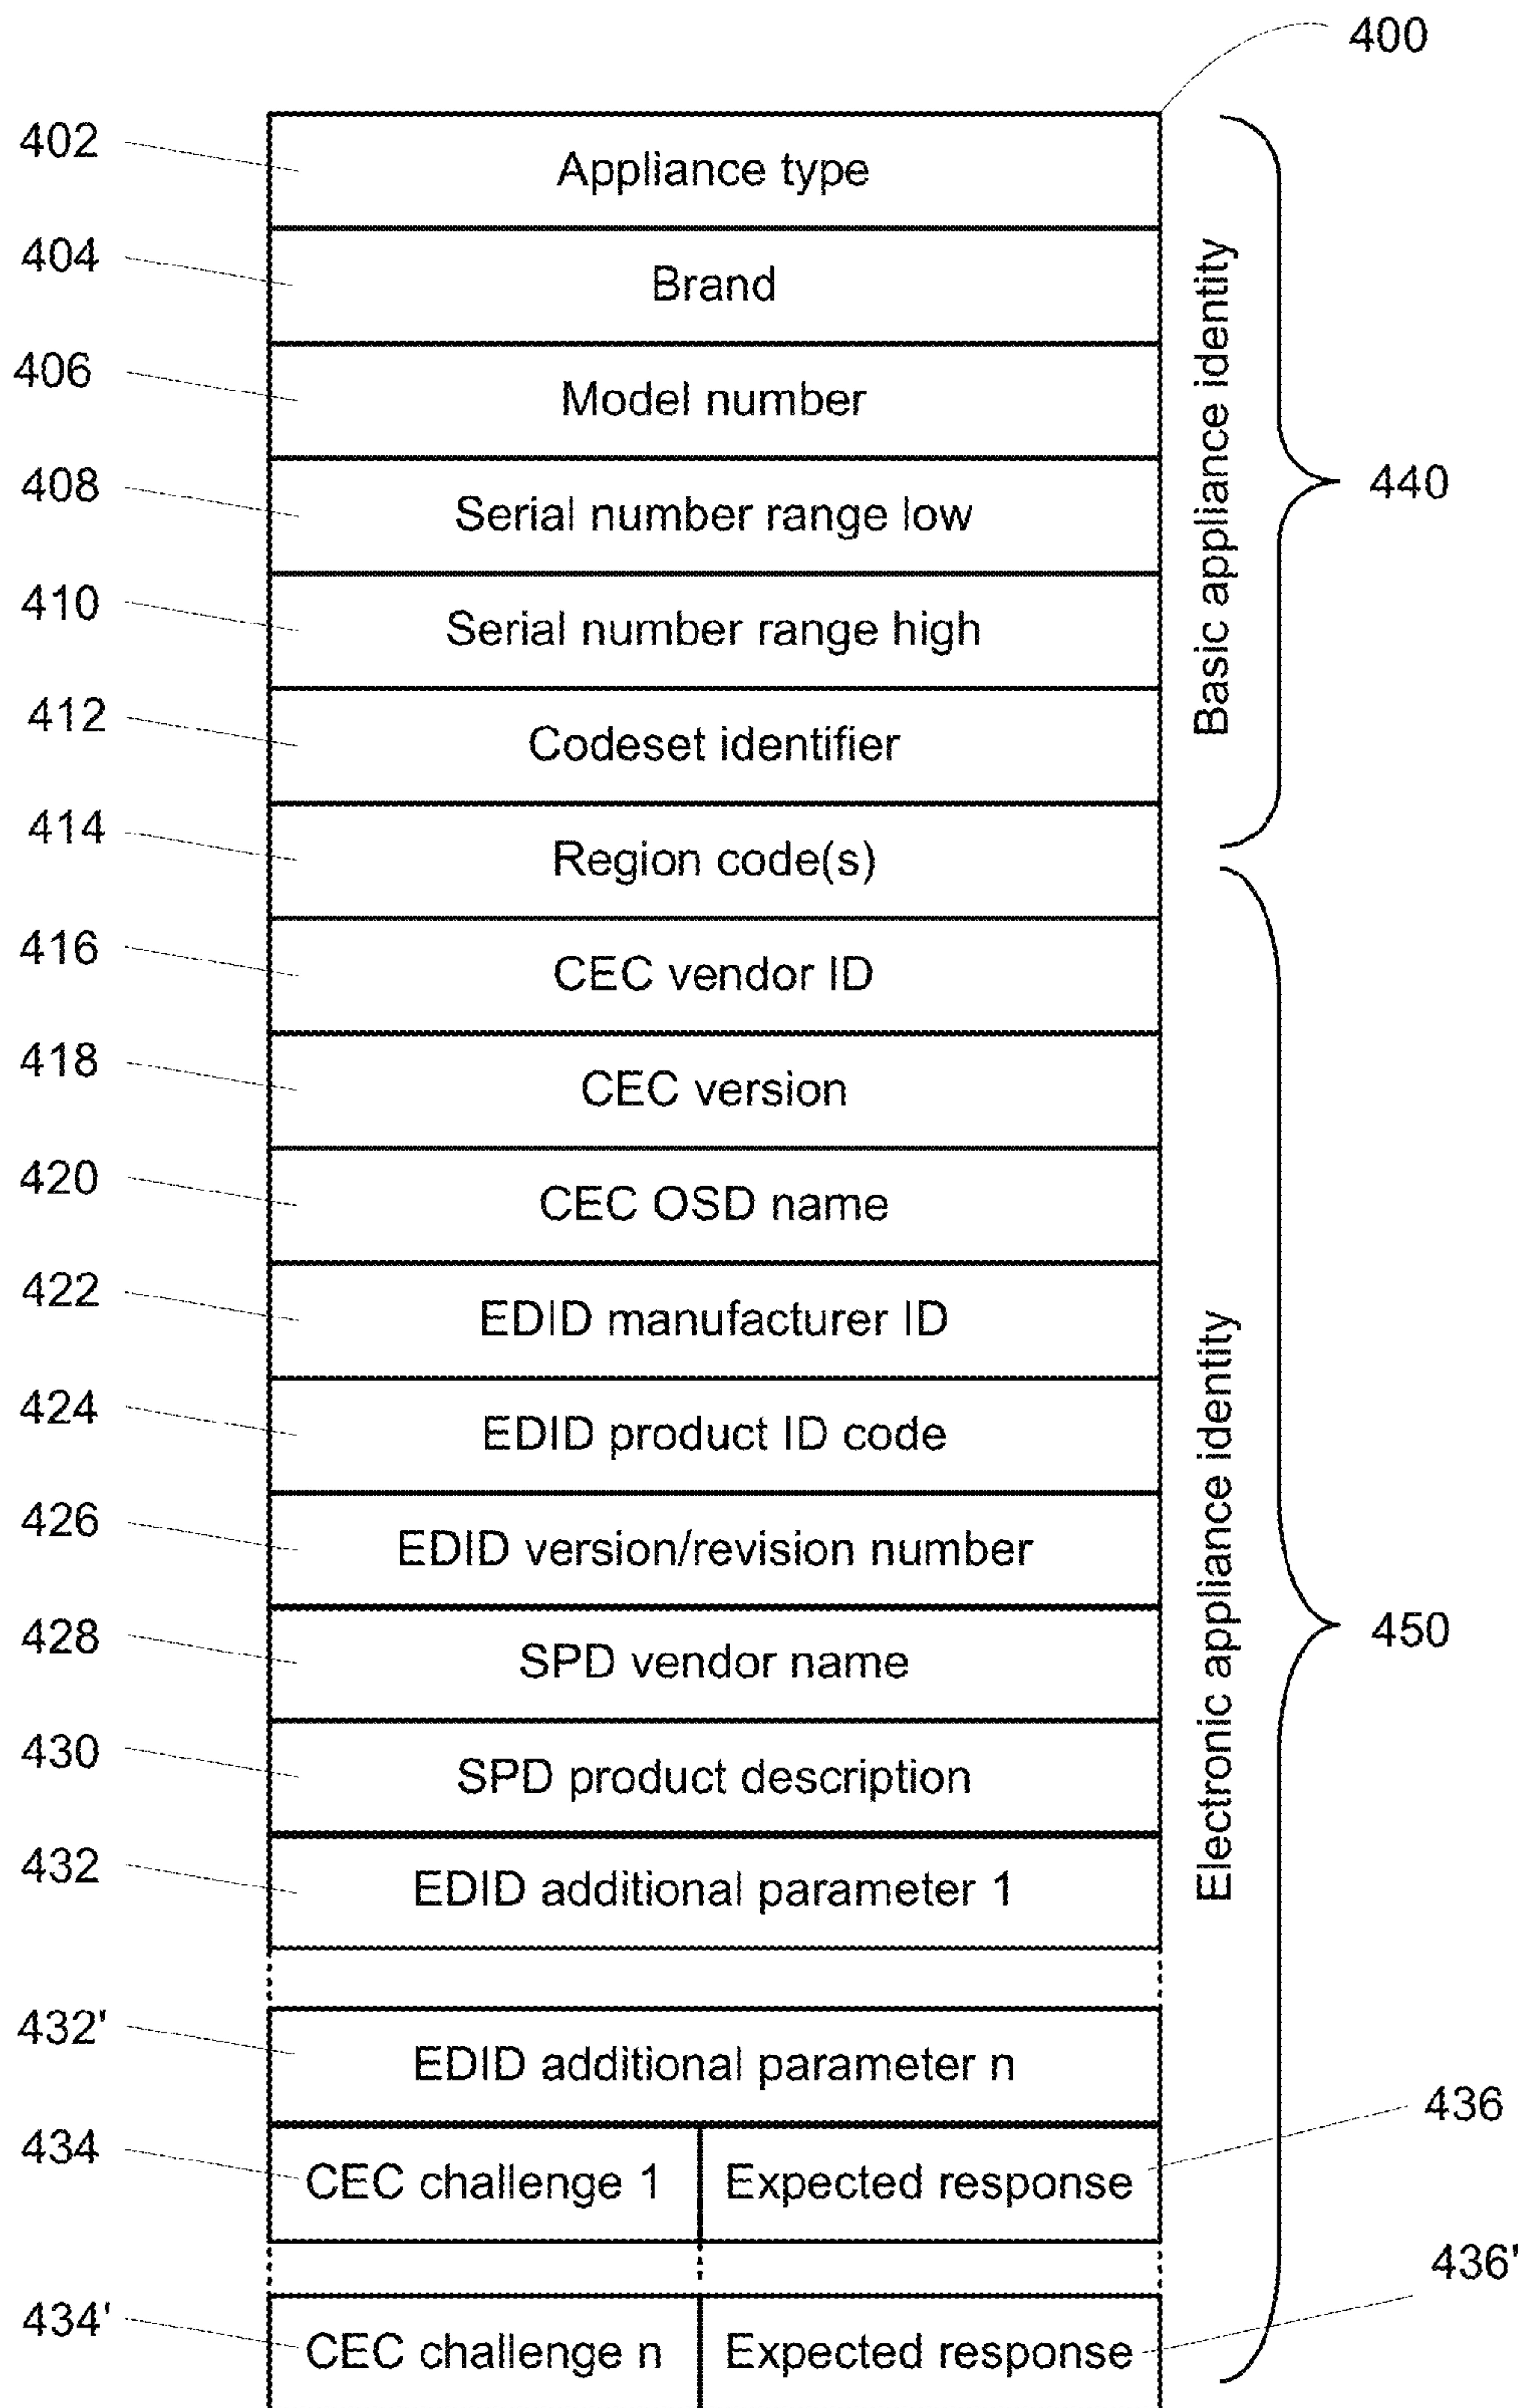 400
402 Appliance type
404 Brand
406 Model number
408 Serial number range low
410 Serial number range high
412 Codeset identifier
Basic appliance identity
440
414 Region code(s)
416 CEC vendor ID
418 CEC version
420 CEC OSD name
422 EDID manufacturer ID
424 EDID product ID code
426 EDID version/revision number
428 SPD vendor name
430 SPD product description
432 EDID additional parameter 1
Electronic appliance identity
450
432' EDID additional parameter n
434 CEC challenge 1 Expected response 436
434' CEC challenge n Expected response 436'